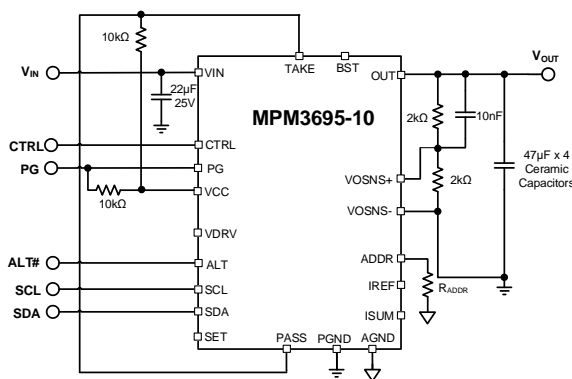 10kΩ
TAKE
BST
VIN
VIN
OUT
VOUT
22µF
25V
MPM3695-10
2kΩ
10nF
CTRL
CTRL
PG
PG
47µF x 4
Ceramic
Capacitors
VOSNS+
2kΩ
10kΩ
VCC
VOSNS-
VDRV
ALT#
ALT
ADDR
SCL
SCL
IREF
RADDR
SDA
SDA
ISUM
SET
PASS
PGND
AGND